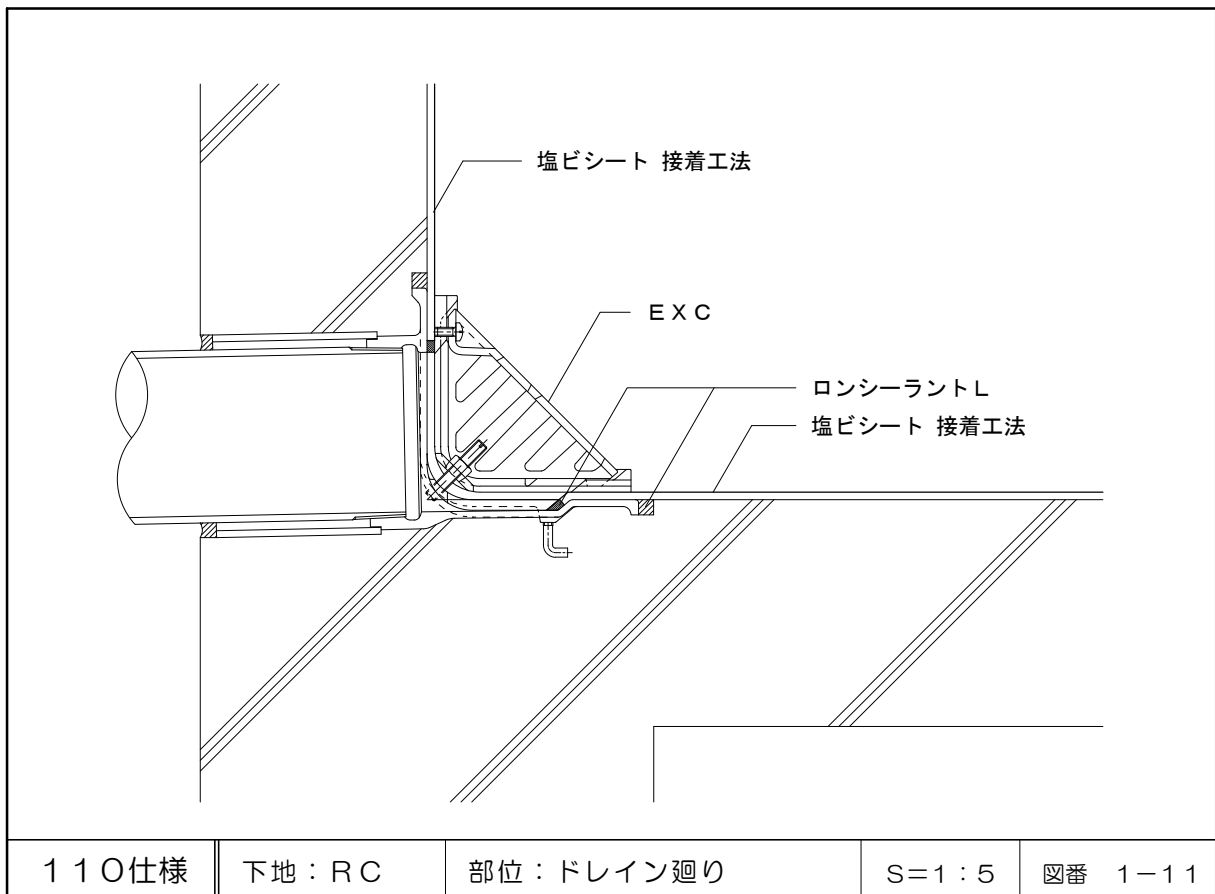 塩ビシート 接着工法
ＥＸＣ
ロンシーラントＬ
塩ビシート 接着工法
１１０仕様
下地：ＲＣ
部位：ドレイン廻り
Ｓ＝１：５
図番 １－１１